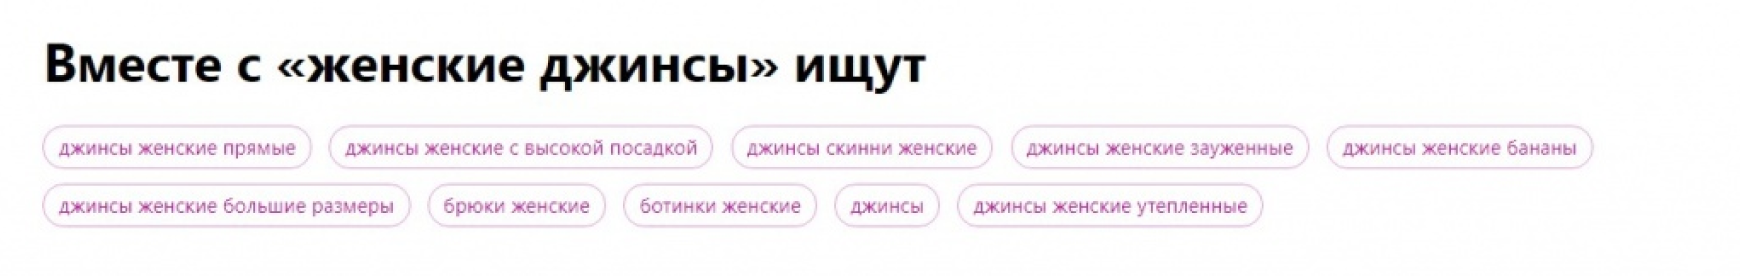 Вместе с «женские джинсы» ищут
джинсы женские прямые джинсы женские с высокой посадкой джинсы скинни женские джинсы женские зауженные джинсы женские бананы
джинсы женские большие размеры брюки женские ботинки женские джинсы джинсы женские утепленные